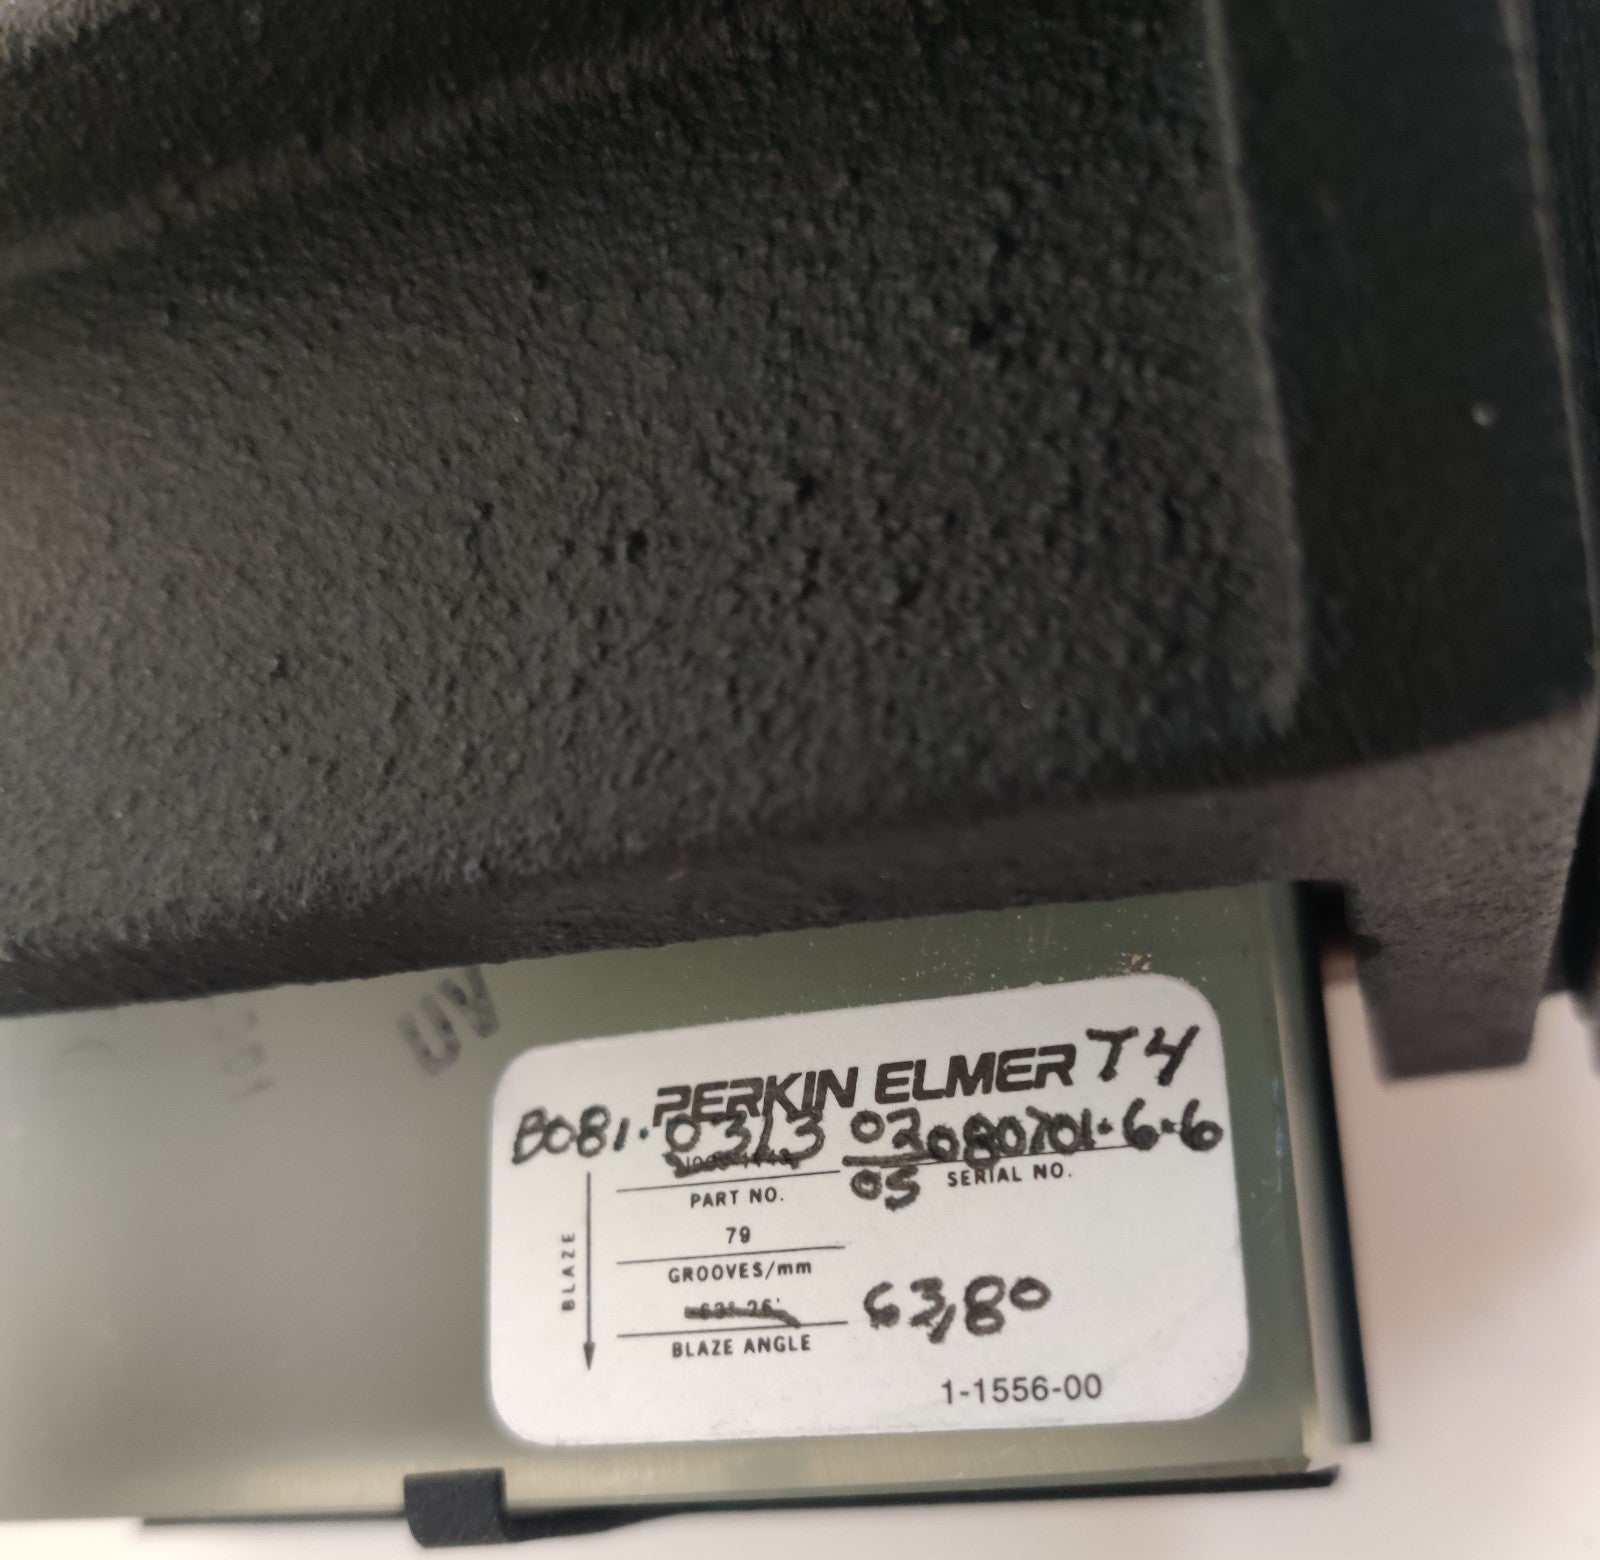 UV
PERKIN ELMER T4
B081-0313 02 080701-6-6
05
PART NO. SERIAL NO.
79
GROOVES/mm
63,80
BLAZE ANGLE
BLAZE
1-1556-00